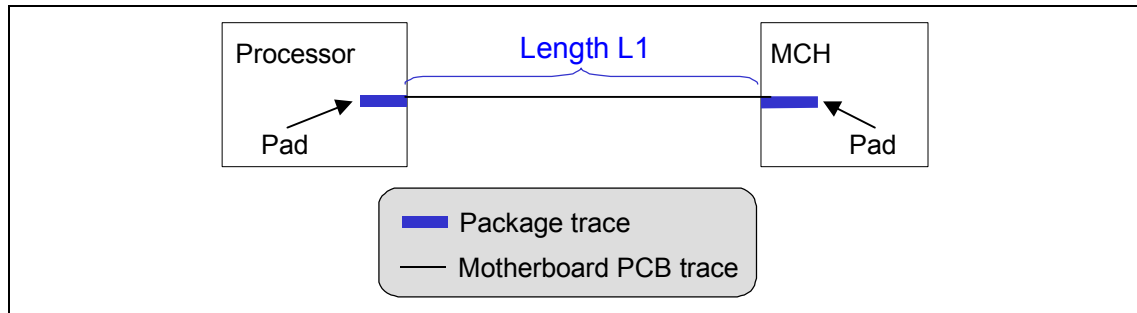 Length L1
Processor
MCH
Pad
Pad
Package trace
Motherboard PCB trace